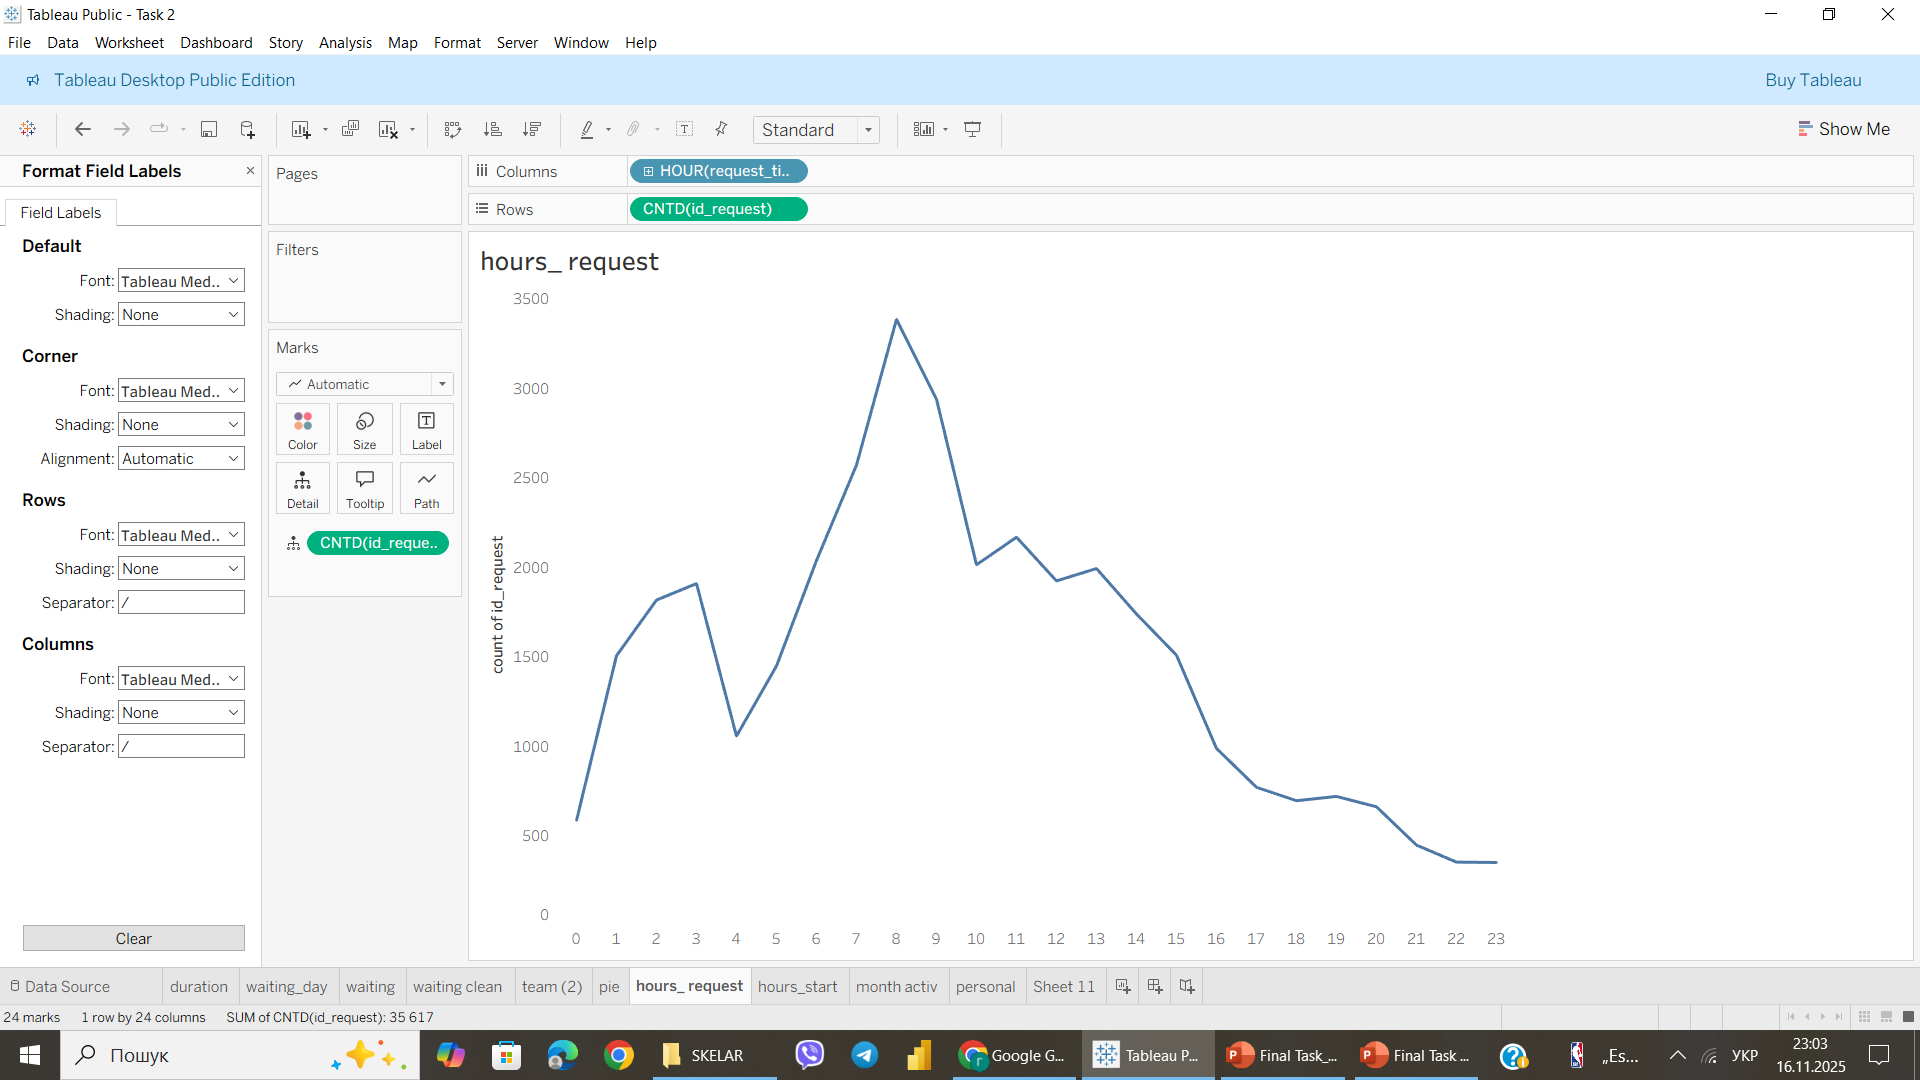 Tableau Public - Task 2
File Data Worksheet Dashboard Story Analysis Map Format Server Window Help
Tableau Desktop Public Edition
Buy Tableau
Standard
Show Me
Format Field Labels
Field Labels
Default
Font: Tableau Med..
Shading: None
Corner
Font: Tableau Med..
Shading: None
Alignment: Automatic
Rows
Font: Tableau Med..
Shading: None
Separator: /
Columns
Font: Tableau Med..
Shading: None
Separator: /
Clear
Pages
Filters
Marks
Automatic
Color Size Label
Detail Tooltip Path
CNTD(id_reque..
Columns HOUR(request_ti..
Rows CNTD(id_request)
hours_ request
count of id_request
3500
3000
2500
2000
1500
1000
500
0
0 1 2 3 4 5 6 7 8 9 10 11 12 13 14 15 16 17 18 19 20 21 22 23
Data Source duration waiting_day waiting waiting clean team (2) pie hours_ request hours_start month activ personal Sheet 11
24 marks 1 row by 24 columns SUM of CNTD(id_request): 35 617
Пошук
SKELAR
Google G...
Tableau P...
Final Task_...
Final Task ...
„Es...
УКР
23:03
16.11.2025